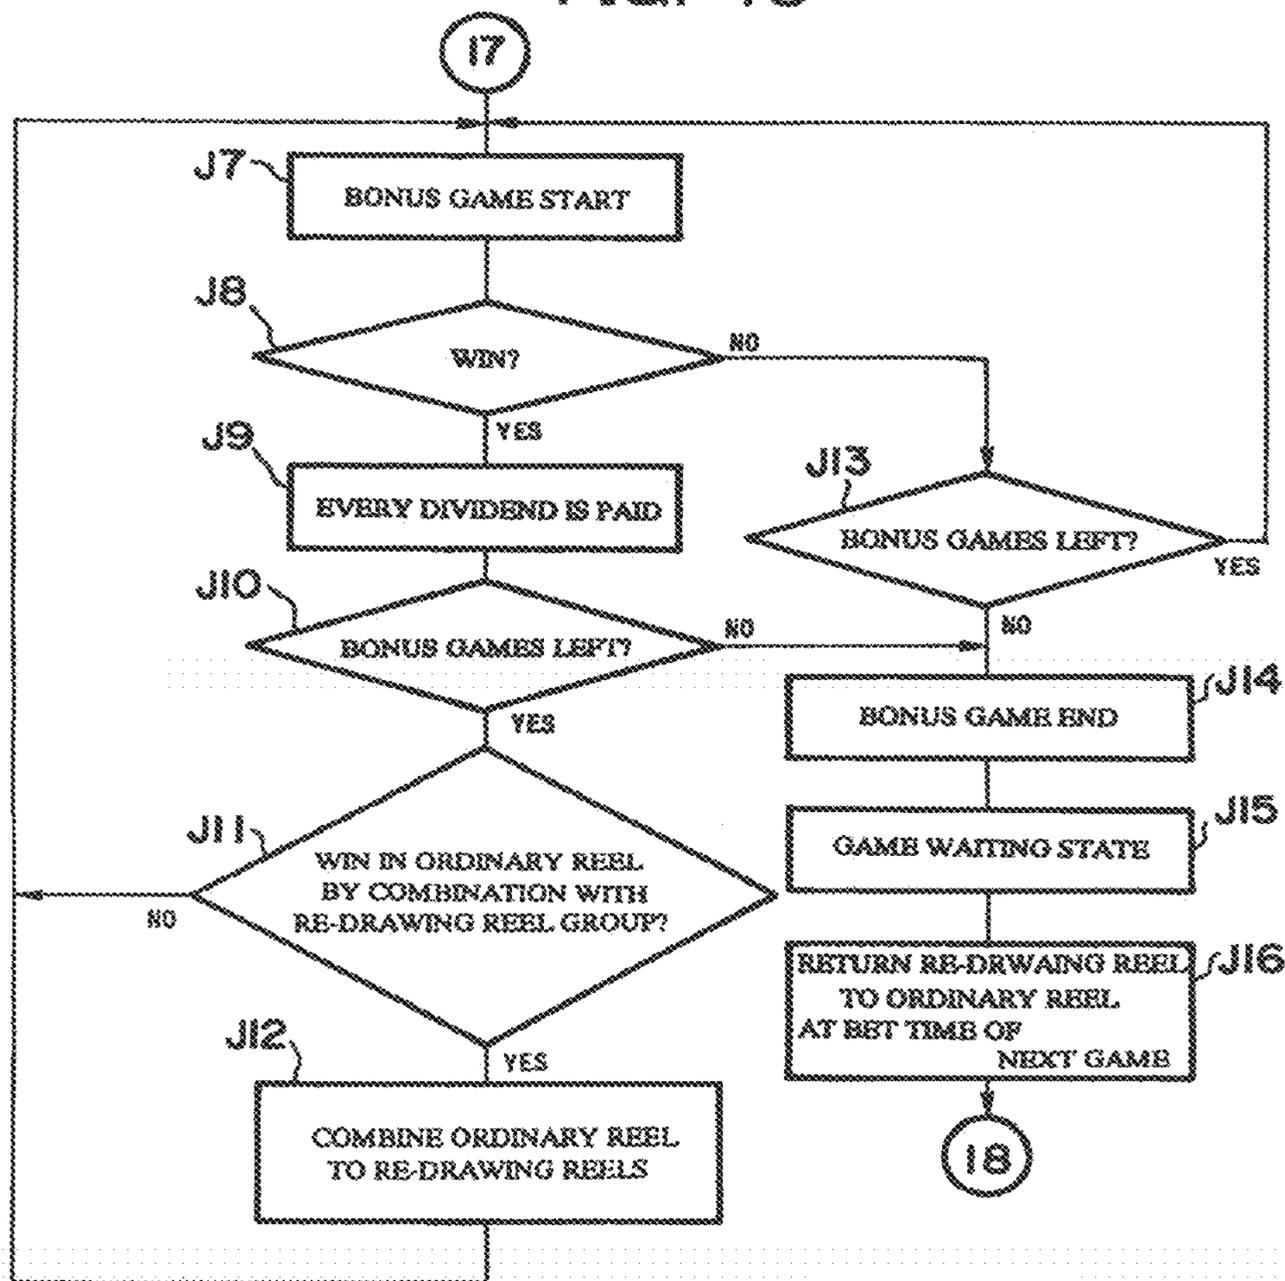 17
J7
BONUS GAME START
J8
WIN?
NO
YES
J9
EVERY DIVIDEND IS PAID
J13
BONUS GAMES LEFT?
YES
NO
J10
BONUS GAMES LEFT?
NO
YES
J14
BONUS GAME END
J11
WIN IN ORDINARY REEL
BY COMBINATION WITH
RE-DRAWING REEL GROUP?
NO
YES
J15
GAME WAITING STATE
J16
RETURN RE-DRWAING REEL
TO ORDINARY REEL
AT BET TIME OF
NEXT GAME
J12
COMBINE ORDINARY REEL
TO RE-DRAWING REELS
18